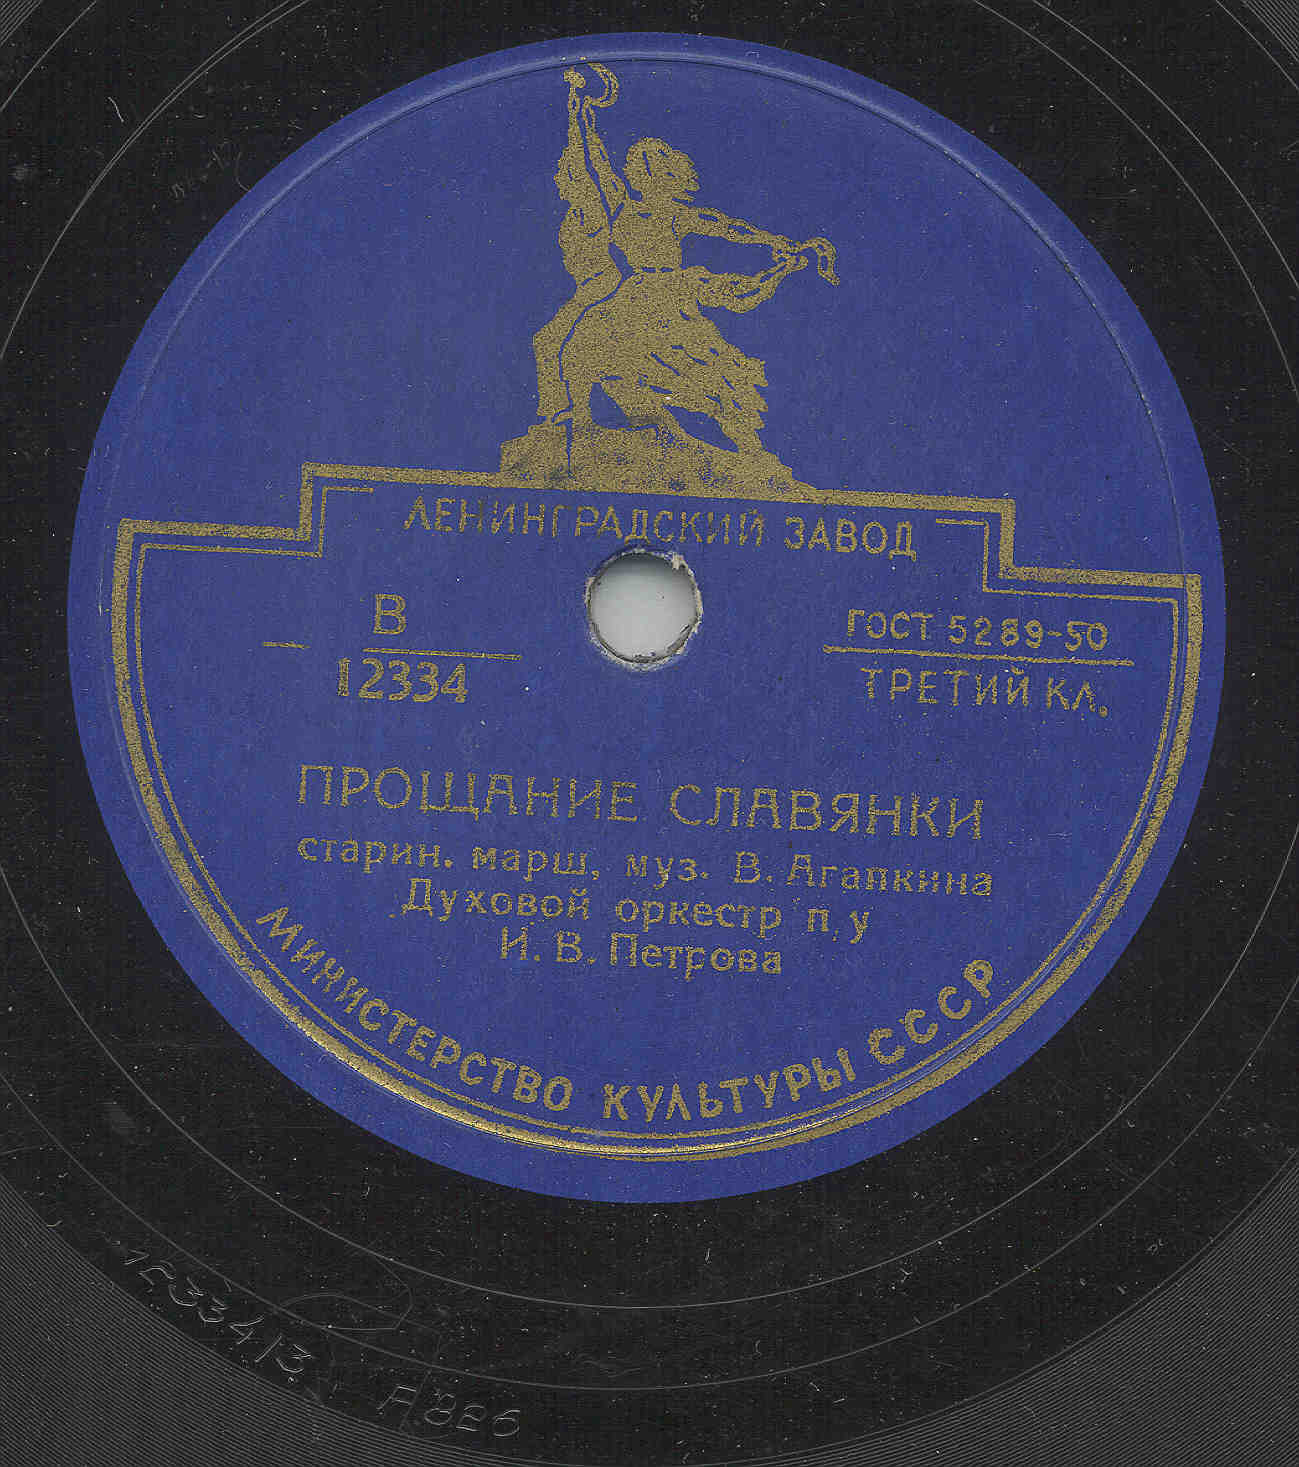 ЛЕНИНГРАДСКИЙ ЗАВОД
В
12334
ГОСТ 5289-50
ТРЕТИЙ КЛ.
ПРОЩАНИЕ СЛАВЯНКИ
старин. марш, муз. В. Агапкина
Духовой оркестр п/у
И. В. Петрова
МИНИСТЕРСТВО КУЛЬТУРЫ СССР
12334/3
А826